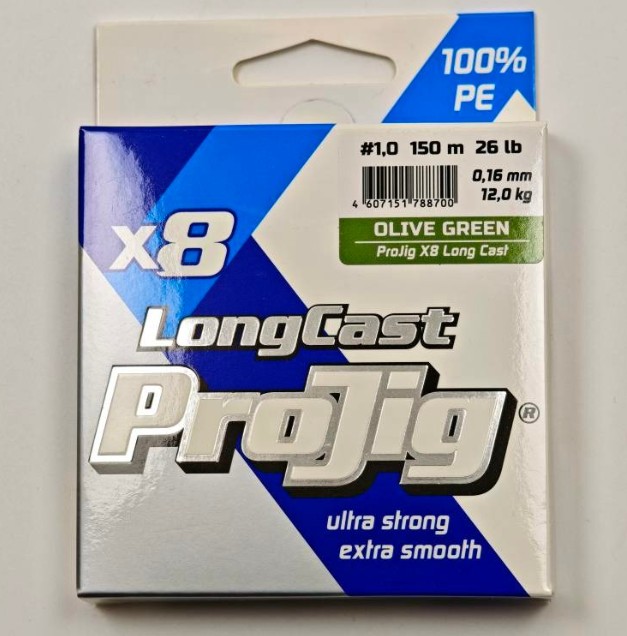 100%
PE
#1,0 150 m 26 lb
0,16 mm
12,0 kg
4 607151 788700
OLIVE GREEN
ProJig X8 Long Cast
x8
LongCast
ProJig®
ultra strong
extra smooth